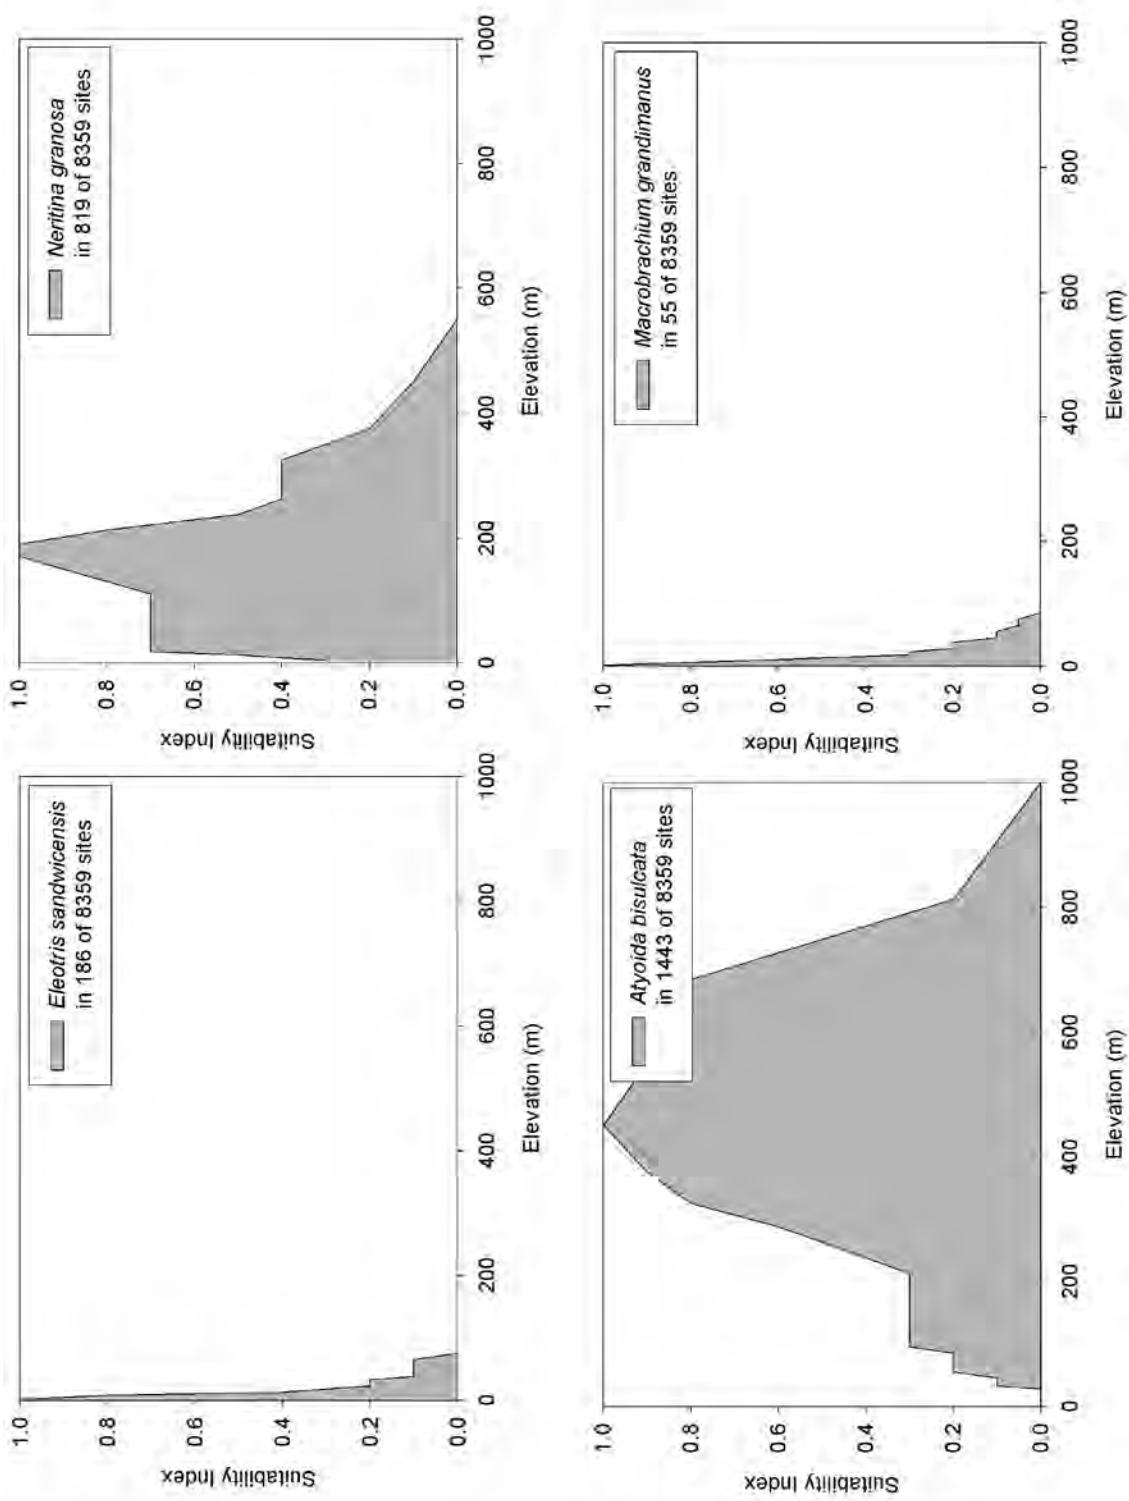 Eleotris sandwicensis
in 186 of 8359 sites
Suitability Index
1.0
0.8
0.6
0.4
0.2
0.0
0 200 400 600 800 1000
Elevation (m)
Neritina granosa
in 819 of 8359 sites
Suitability Index
1.0
0.8
0.6
0.4
0.2
0.0
0 200 400 600 800 1000
Elevation (m)
Atyoida bisulcata
in 1443 of 8359 sites
Suitability Index
1.0
0.8
0.6
0.4
0.2
0.0
0 200 400 600 800 1000
Elevation (m)
Macrobrachium grandimanus
in 55 of 8359 sites
Suitability Index
1.0
0.8
0.6
0.4
0.2
0.0
0 200 400 600 800 1000
Elevation (m)